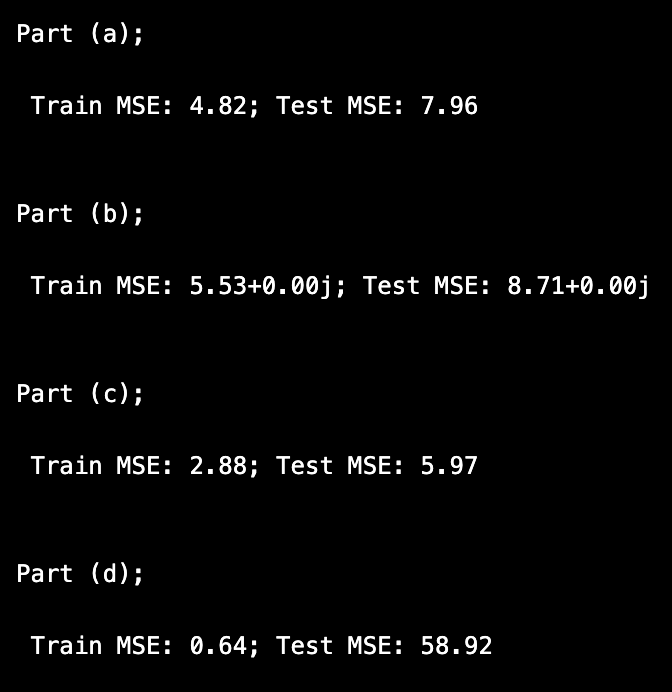 Part (a);
Train MSE: 4.82; Test MSE: 7.96
Part (b);
Train MSE: 5.53+0.00j; Test MSE: 8.71+0.00j
Part (c);
Train MSE: 2.88; Test MSE: 5.97
Part (d);
Train MSE: 0.64; Test MSE: 58.92